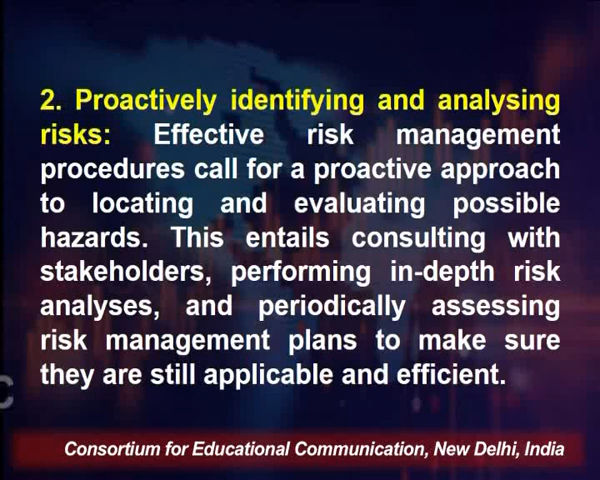 2. Proactively identifying and analysing
risks: Effective risk management
procedures call for a proactive approach
to locating and evaluating possible
hazards. This entails consulting with
stakeholders, performing in-depth risk
analyses, and periodically assessing
risk management plans to make sure
they are still applicable and efficient.
C
Consortium for Educational Communication, New Delhi, India